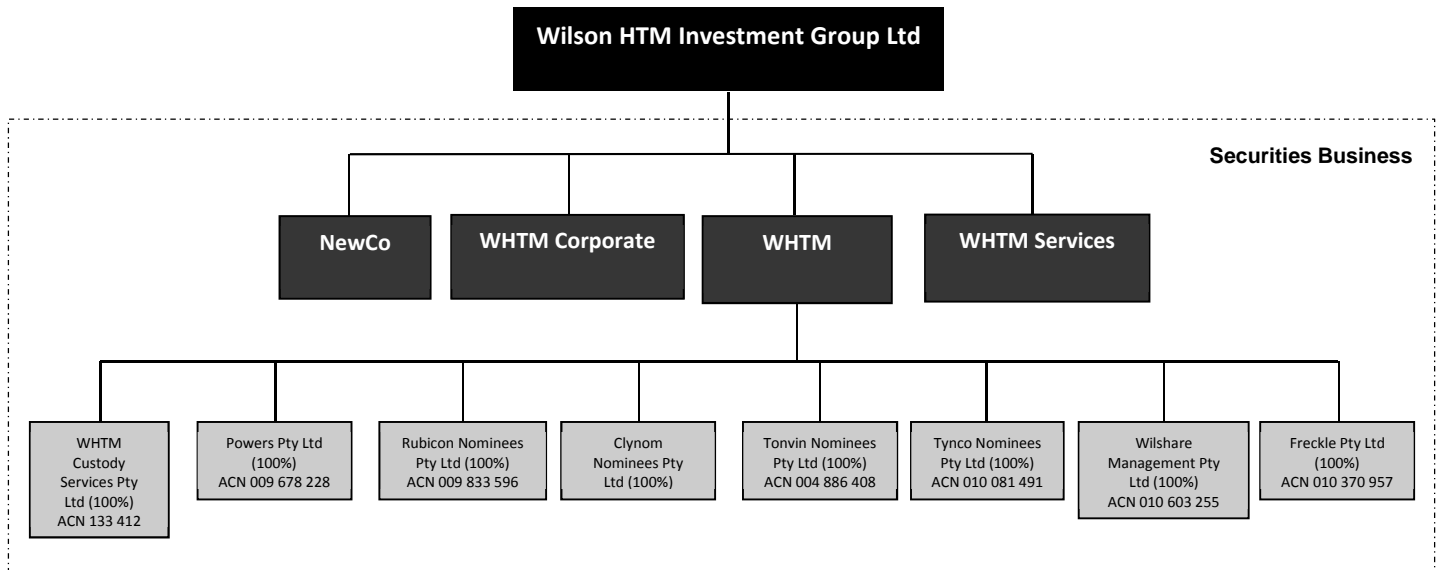 Wilson HTM Investment Group Ltd
Securities Business
NewCo
WHTM Corporate
WHTM
WHTM Services
WHTM
Custody
Services Pty
Ltd (100%)
ACN 133 412
Powers Pty Ltd
(100%)
ACN 009 678 228
Rubicon Nominees
Pty Ltd (100%)
ACN 009 833 596
Clynom
Nominees Pty
Ltd (100%)
Tonvin Nominees
Pty Ltd (100%)
ACN 004 886 408
Tynco Nominees
Pty Ltd (100%)
ACN 010 081 491
Wilshare
Management Pty
Ltd (100%)
ACN 010 603 255
Freckle Pty Ltd
(100%)
ACN 010 370 957